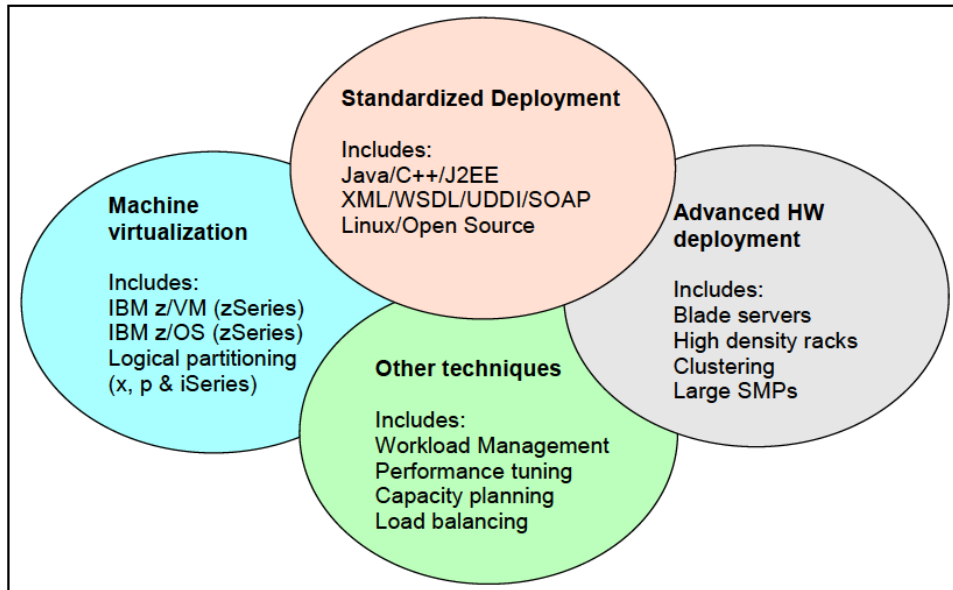 Standardized Deployment
Includes:
Java/C++/J2EE
XML/WSDL/UDDI/SOAP
Linux/Open Source
Machine
virtualization
Includes:
IBM z/VM (zSeries)
IBM z/OS (zSeries)
Logical partitioning
(x, p & iSeries)
Advanced HW
deployment
Includes:
Blade servers
High density racks
Clustering
Large SMPs
Other techniques
Includes:
Workload Management
Performance tuning
Capacity planning
Load balancing